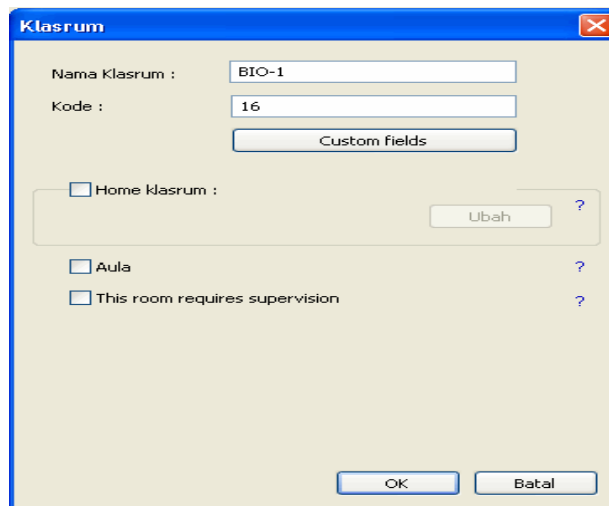 Klasrum
Nama Klasrum : BIO-1
Kode : 16
Custom fields
Home klasrum :
Ubah ?
Aula ?
This room requires supervision ?
OK Batal